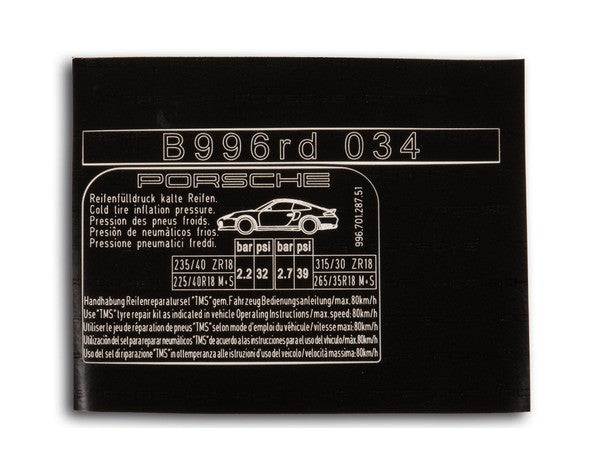 B996rd 034
PORSCHE
Reifenfülldruck kalte Reifen.
Cold tire inflation pressure.
Pression des pneus froids.
Presión de neumáticos frios.
Pressione pneumatici freddi.
996.701.287.51
bar psi bar psi
235/40 ZR18 2.2 32 2.7 39 315/30 ZR18
225/40R18 M+S 265/35R18 M+S
Handhabung Reifenreparaturset "TMS" gem. Fahrzeug Bedienungsanleitung/max. 80km/h
Use "TMS" tyre repair kit as indicated in vehicle Operating Instructions / max. speed: 80km/h
Utiliser le jeu de réparation de pneus "TMS" selon mode d'emploi du véhicule / vitesse maxi: 80km/h
Utilización del set para reparar neumáticos "TMS" de acuerdo a las instrucciones para el uso del vihculo/máx. 80km/h
Uso del set di riparazione "TMS" in ottemperanza alle istruzioni d'uso del veicolo/ velocità massima: 80km/h